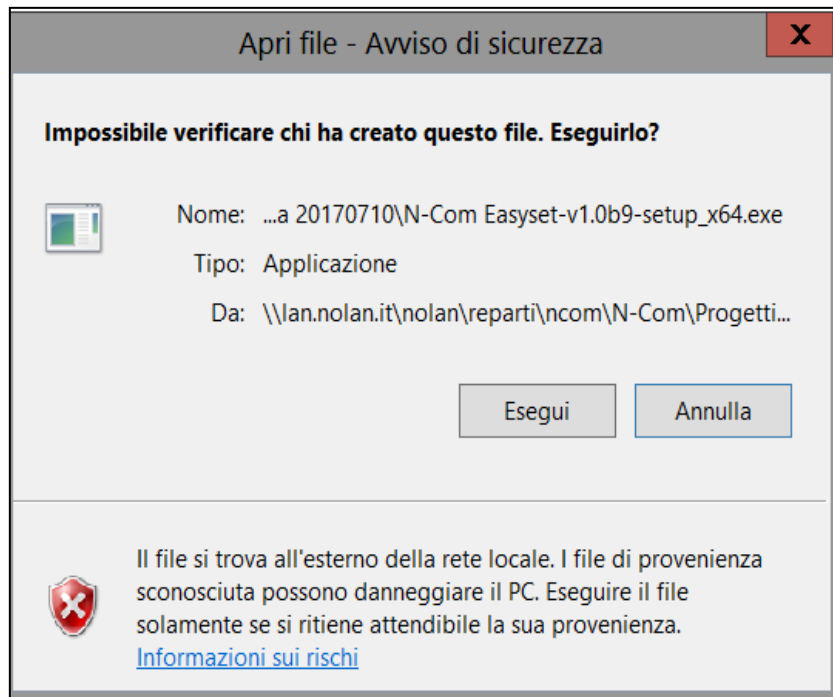 Apri file - Avviso di sicurezza
X
Impossibile verificare chi ha creato questo file. Eseguirlo?
Nome: ...a 20170710\N-Com Easyset-v1.0b9-setup_x64.exe
Tipo: Applicazione
Da: \\lan.nolan.it\nolan\reparti\ncom\N-Com\Progetti...
Esegui Annulla
Il file si trova all'esterno della rete locale. I file di provenienza
sconosciuta possono danneggiare il PC. Eseguire il file
solamente se si ritiene attendibile la sua provenienza.
Informazioni sui rischi